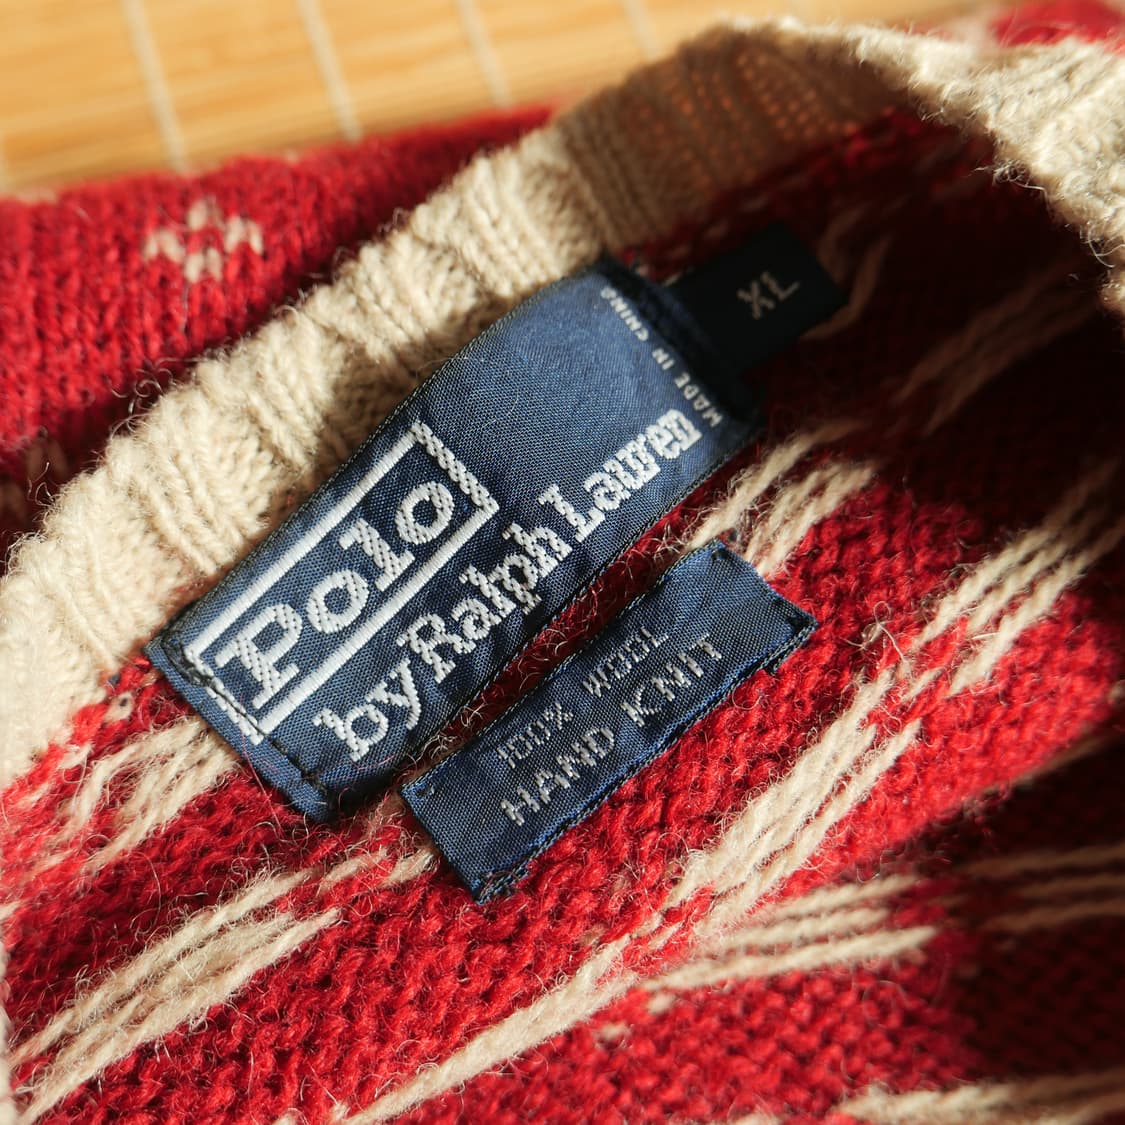 Polo
by Ralph Lauren
MADE IN CHINA
XL
100% WOOL
HAND KNIT